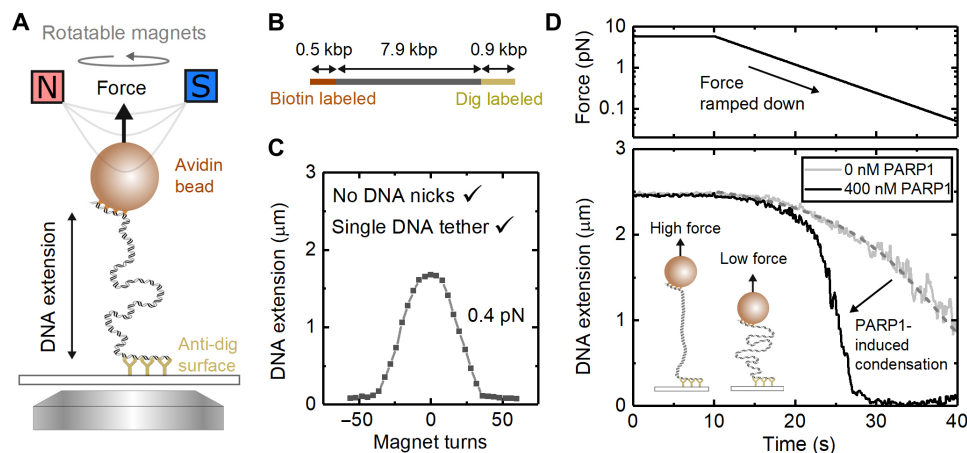 A
Rotatable magnets
N
Force
S
Avidin
bead
DNA extension
Anti-dig
surface
B
0.5 kbp
7.9 kbp
0.9 kbp
Biotin labeled
Dig labeled
C
3
2
1
0
DNA extension (μm)
No DNA nicks ✓
Single DNA tether ✓
0.4 pN
−50
0
50
Magnet turns
D
10
1
0.1
Force (pN)
Force
ramped down
3
2
1
0
DNA extension (μm)
0 nM PARP1
400 nM PARP1
High force
Low force
PARP1-
induced
condensation
0
10
20
30
40
Time (s)